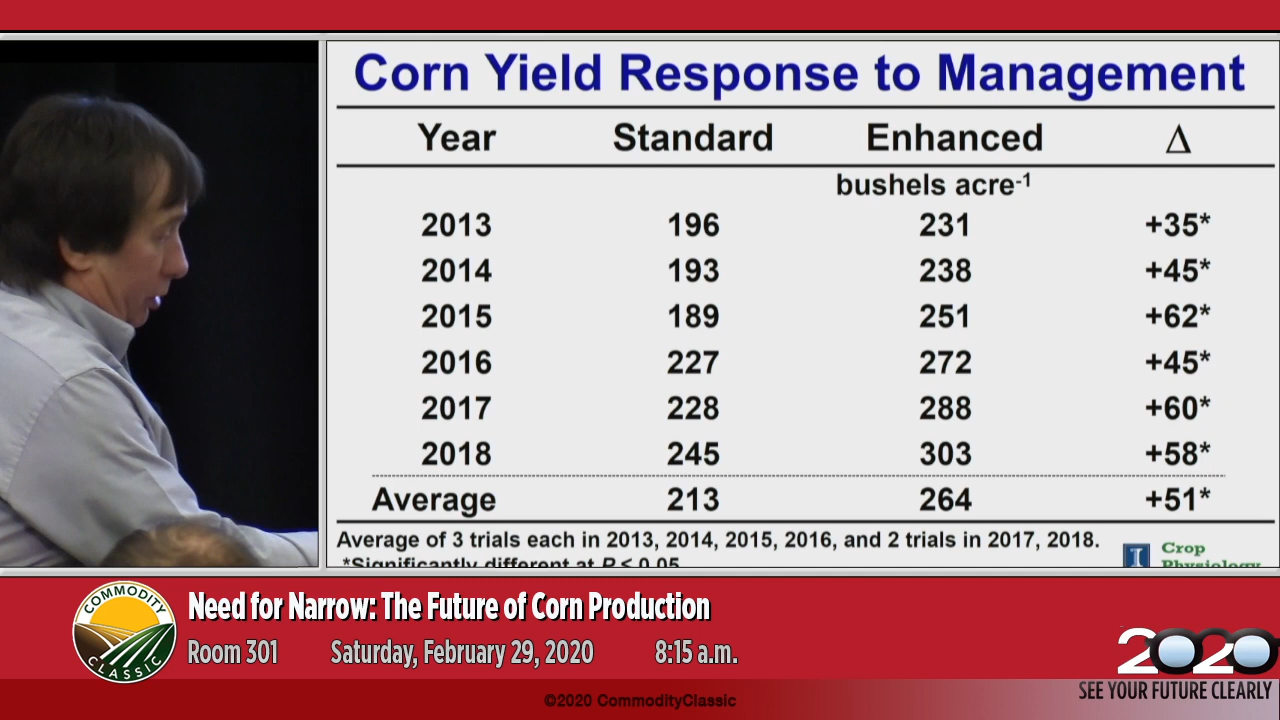 Corn Yield Response to Management
Year Standard Enhanced Δ
bushels acre-1
2013 196 231 +35*
2014 193 238 +45*
2015 189 251 +62*
2016 227 272 +45*
2017 228 288 +60*
2018 245 303 +58*
Average 213 264 +51*
Average of 3 trials each in 2013, 2014, 2015, 2016, and 2 trials in 2017, 2018.
*Significantly different at P ≤ 0.05
I Crop
Physiology
COMMODITY
CLASSIC
Need for Narrow: The Future of Corn Production
Room 301 Saturday, February 29, 2020 8:15 a.m.
2020
SEE YOUR FUTURE CLEARLY
©2020 CommodityClassic